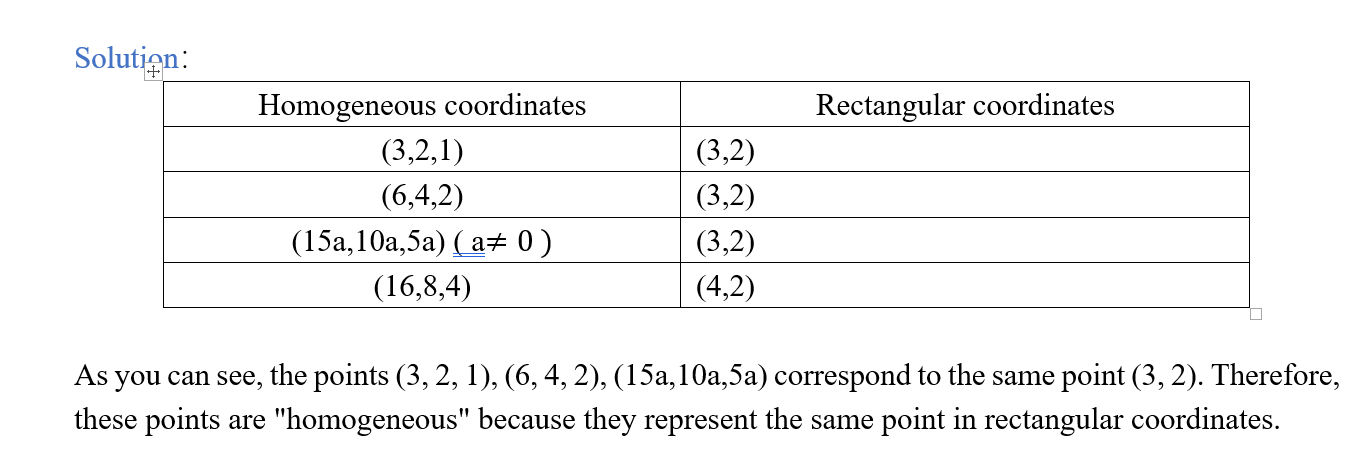 Solution:
Homogeneous coordinates Rectangular coordinates
(3,2,1) (3,2)
(6,4,2) (3,2)
(15a,10a,5a) ( a≠ 0 ) (3,2)
(16,8,4) (4,2)
As you can see, the points (3, 2, 1), (6, 4, 2), (15a,10a,5a) correspond to the same point (3, 2). Therefore,
these points are "homogeneous" because they represent the same point in rectangular coordinates.